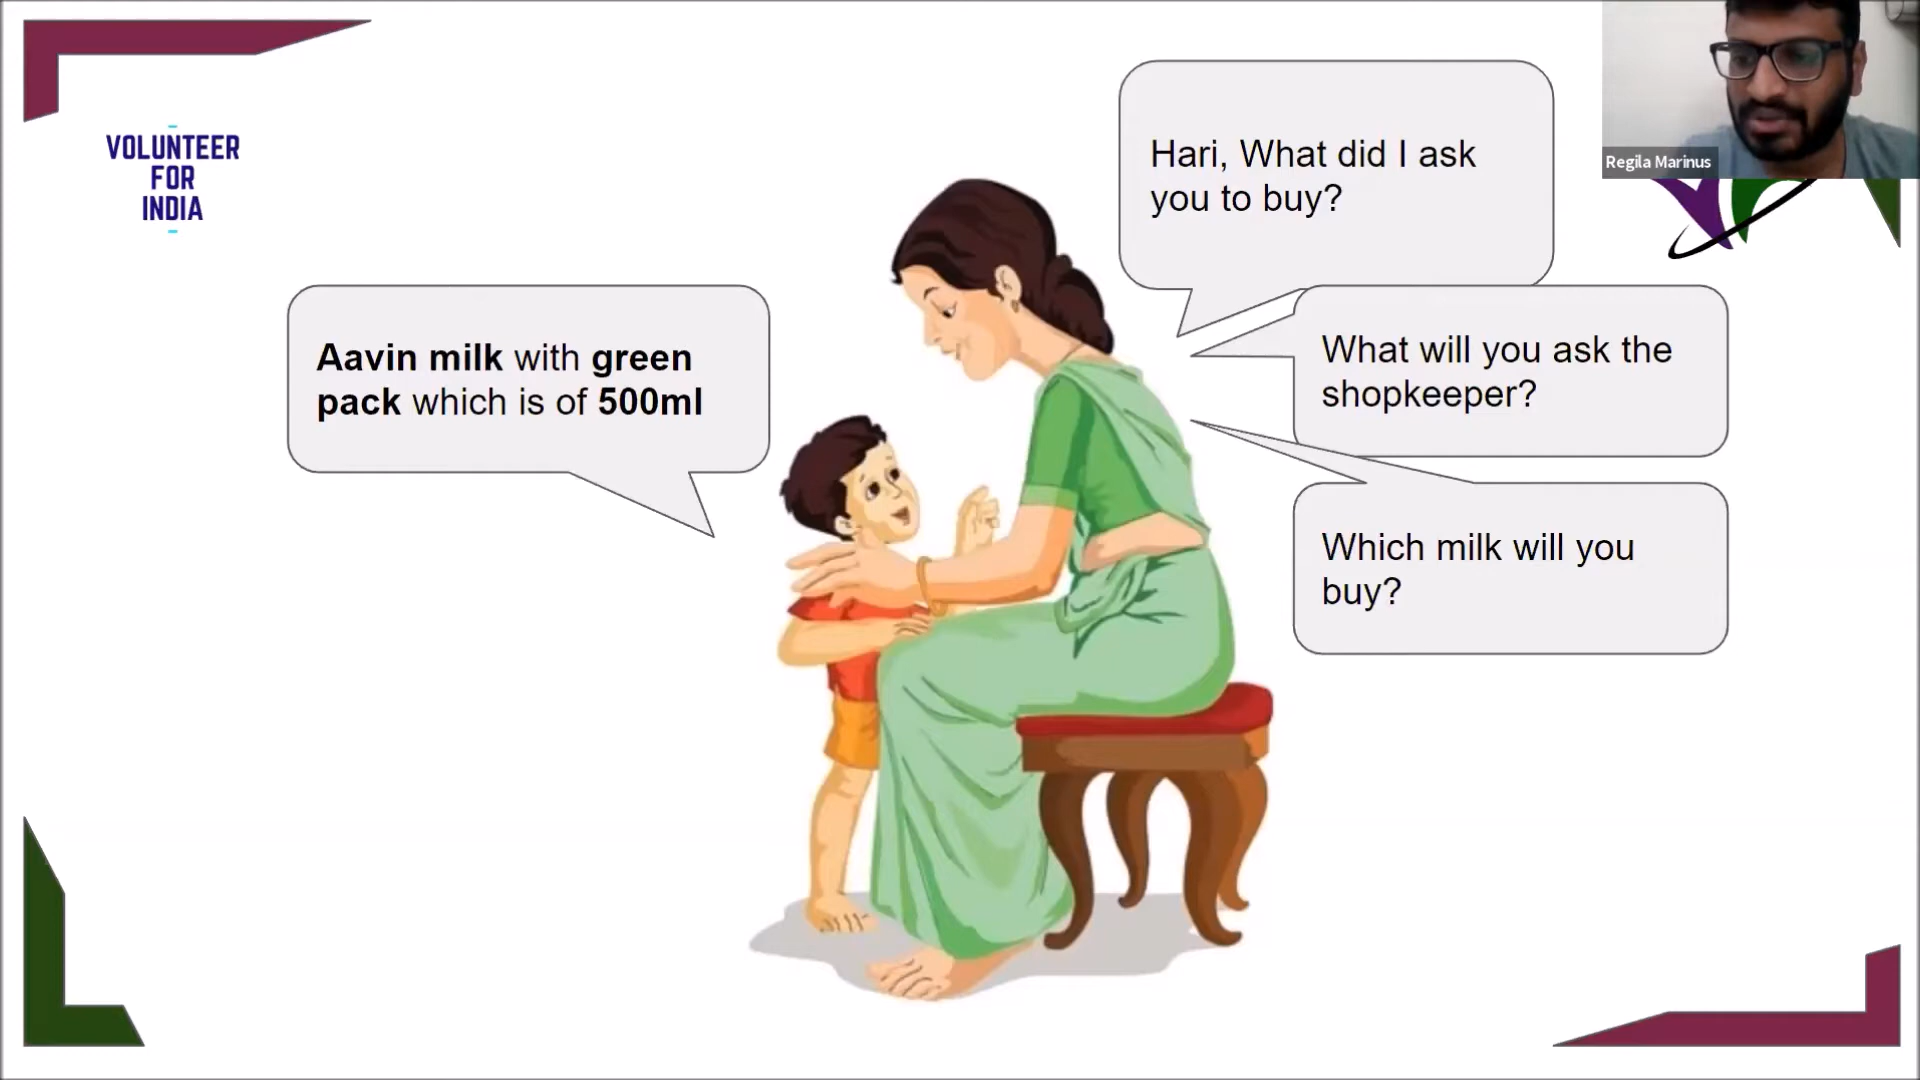 VOLUNTEER
FOR
INDIA
Hari, What did I ask
you to buy?
Regila Marinus
Aavin milk with green
pack which is of 500ml
What will you ask the
shopkeeper?
Which milk will you
buy?